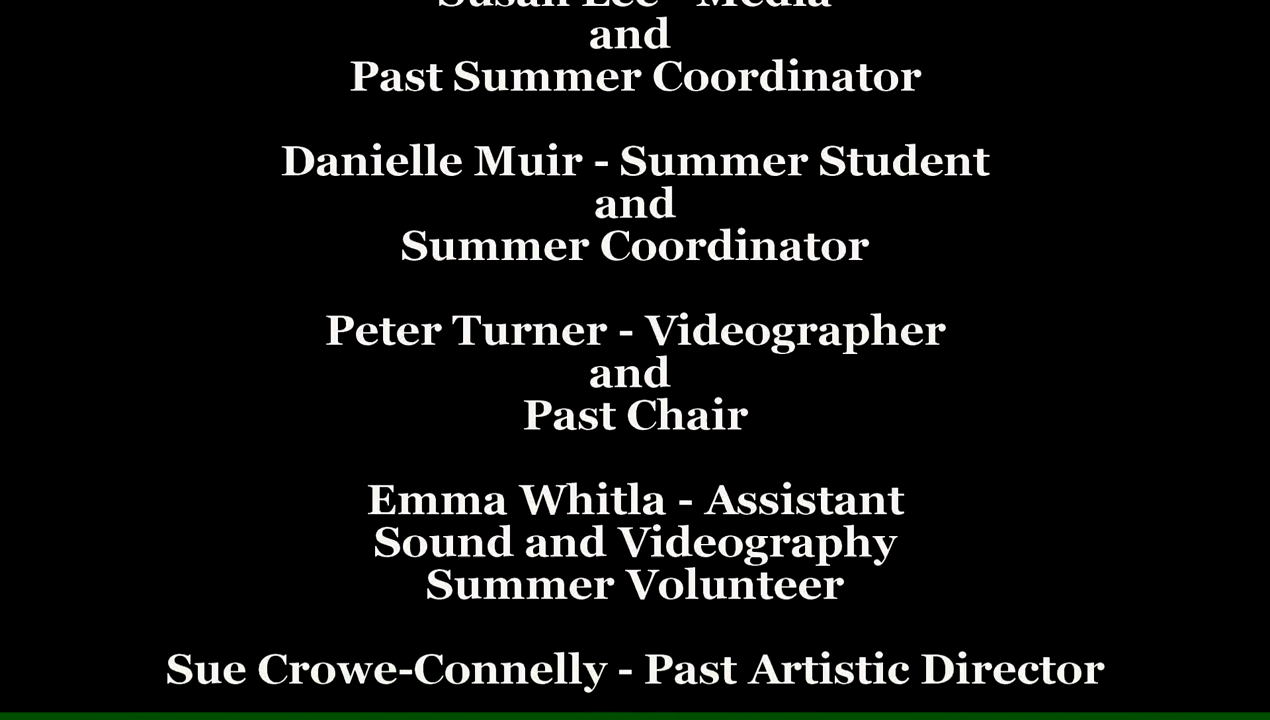 Susan Lee - Media
and
Past Summer Coordinator
Danielle Muir - Summer Student
and
Summer Coordinator
Peter Turner - Videographer
and
Past Chair
Emma Whitla - Assistant
Sound and Videography
Summer Volunteer
Sue Crowe-Connelly - Past Artistic Director